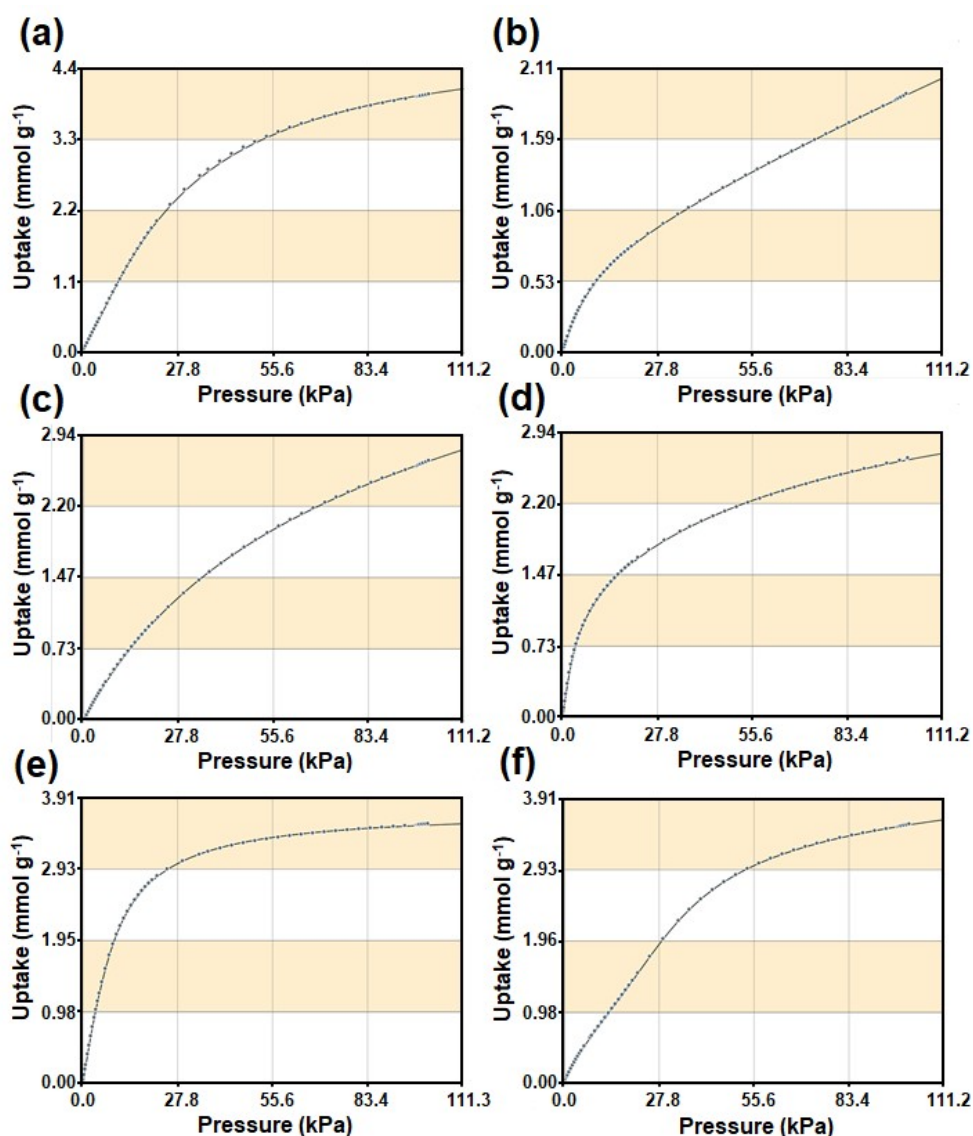 (a)
(b)
4.4
3.3
2.2
1.1
0.0
Uptake (mmol g⁻¹)
0.0 27.8 55.6 83.4 111.2
Pressure (kPa)
2.11
1.59
1.06
0.53
0.00
Uptake (mmol g⁻¹)
0.0 27.8 55.6 83.4 111.2
Pressure (kPa)
(c)
(d)
2.94
2.20
1.47
0.73
0.00
Uptake (mmol g⁻¹)
0.0 27.8 55.6 83.4 111.2
Pressure (kPa)
2.94
2.20
1.47
0.73
0.00
Uptake (mmol g⁻¹)
0.0 27.8 55.6 83.4 111.2
Pressure (kPa)
(e)
(f)
3.91
2.93
1.95
0.98
0.00
Uptake (mmol g⁻¹)
0.0 27.8 55.6 83.4 111.3
Pressure (kPa)
3.91
2.93
1.96
0.98
0.00
Uptake (mmol g⁻¹)
0.0 27.8 55.6 83.4 111.2
Pressure (kPa)